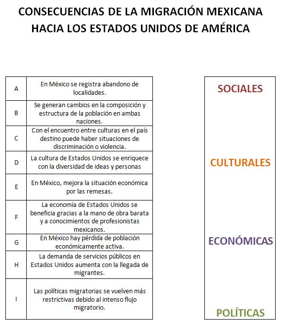 CONSECUENCIAS DE LA MIGRACIÓN MEXICANA
HACIA LOS ESTADOS UNIDOS DE AMÉRICA
A
En México se registra abandono de
localidades.
B
Se generan cambios en la composición y
estructura de la población en ambas
naciones.
C
Con el encuentro entre culturas en el país
destino puede haber situaciones de
discriminación o violencia.
D
La cultura de Estados Unidos se enriquece
con la diversidad de ideas y personas
E
En México, mejora la situación económica
por las remesas.
F
La economía de Estados Unidos se
beneficia gracias a la mano de obra barata
y a conocimientos de profesionistas
mexicanos.
G
En México hay pérdida de población
económicamente activa.
H
La demanda de servicios públicos en
Estados Unidos aumenta con la llegada de
migrantes.
I
Las políticas migratorias se vuelven más
restrictivas debido al intenso flujo
migratorio.
SOCIALES
CULTURALES
ECONÓMICAS
POLÍTICAS